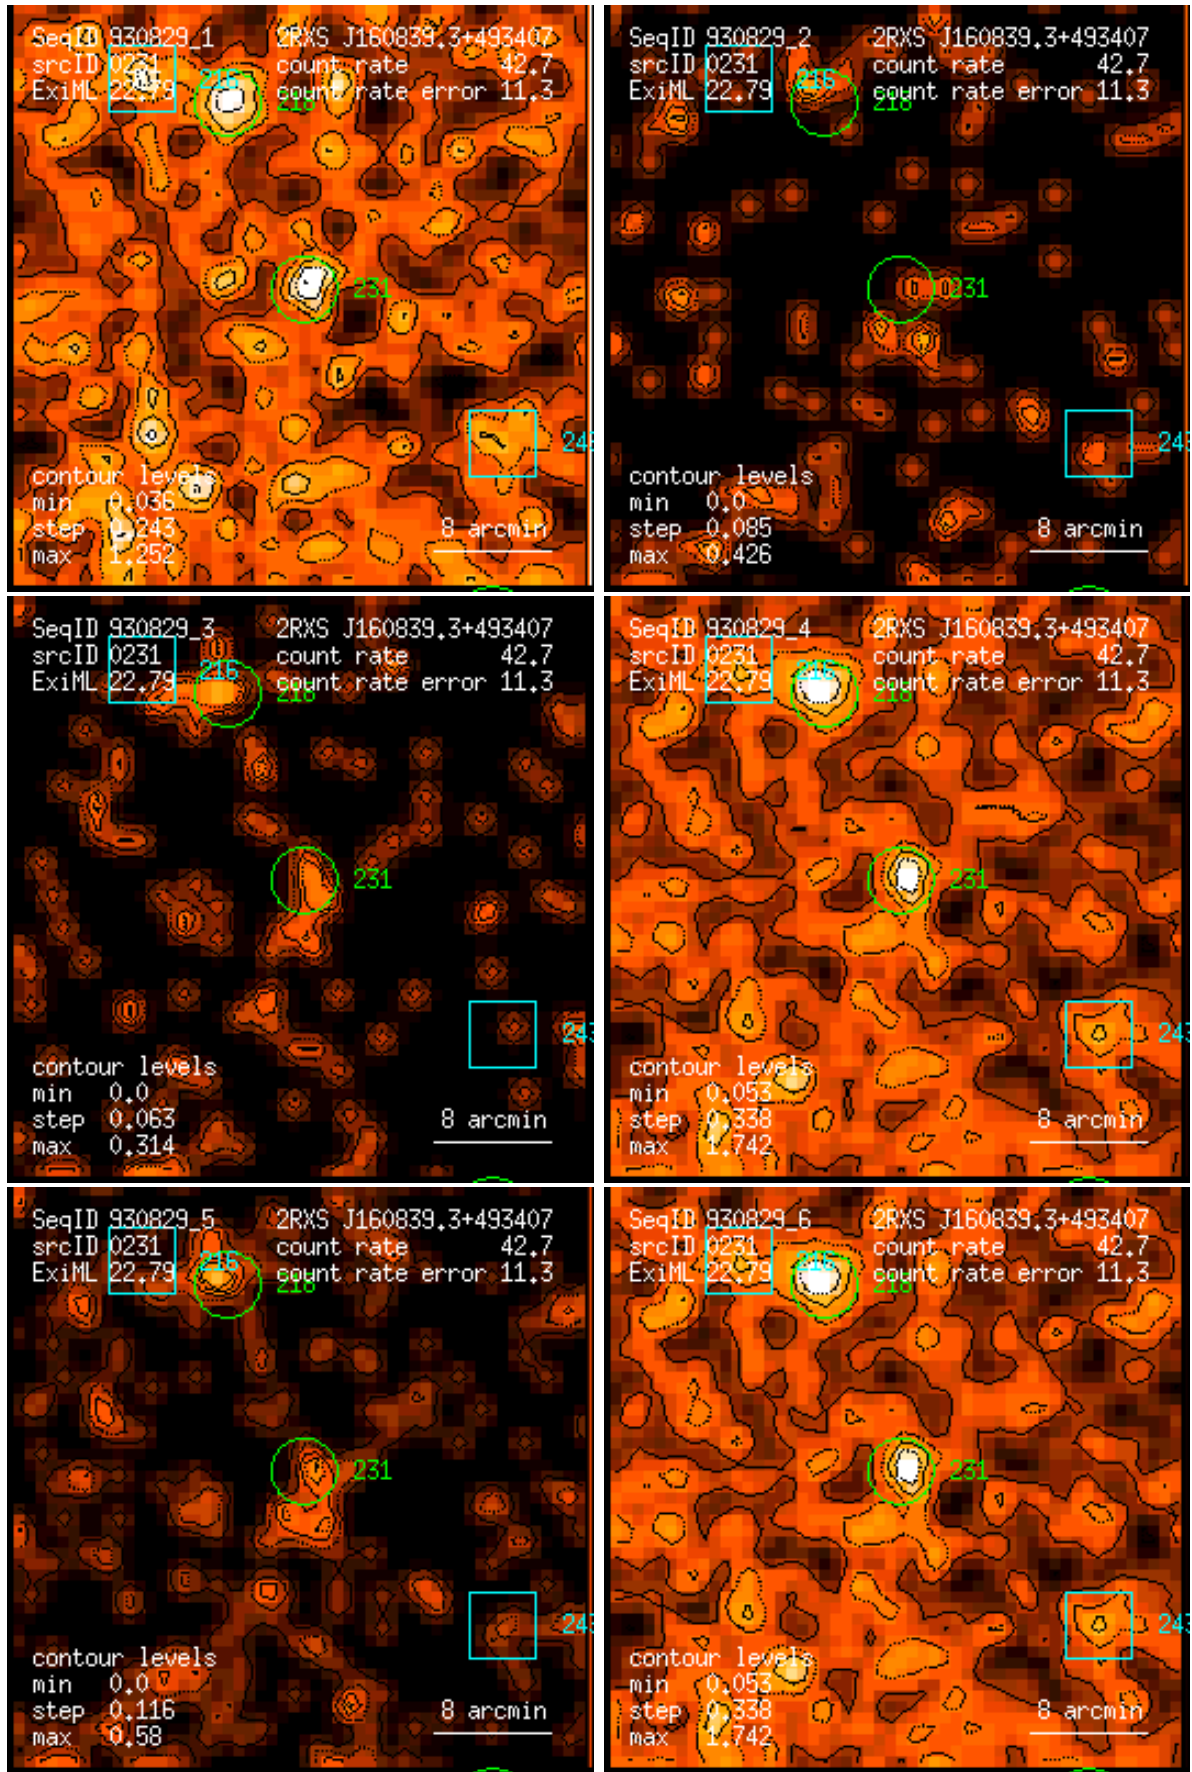 SeqID 930829_1 2RXS J160839.3+493407
srcID 0231 count rate 42.7
ExiML 22.79 count rate error 11.3
216
218
231
243
contour levels
min 0.036
step 0.243
max 1.252
8 arcmin
SeqID 930829_2 2RXS J160839.3+493407
srcID 0231 count rate 42.7
ExiML 22.79 count rate error 11.3
216
218
231
243
contour levels
min 0.0
step 0.085
max 0.426
8 arcmin
SeqID 930829_3 2RXS J160839.3+493407
srcID 0231 count rate 42.7
ExiML 22.79 count rate error 11.3
216
218
231
243
contour levels
min 0.0
step 0.063
max 0.314
8 arcmin
SeqID 930829_4 2RXS J160839.3+493407
srcID 0231 count rate 42.7
ExiML 22.79 count rate error 11.3
216
218
231
243
contour levels
min 0.053
step 0.338
max 1.742
8 arcmin
SeqID 930829_5 2RXS J160839.3+493407
srcID 0231 count rate 42.7
ExiML 22.79 count rate error 11.3
216
218
231
243
contour levels
min 0.0
step 0.116
max 0.58
8 arcmin
SeqID 930829_6 2RXS J160839.3+493407
srcID 0231 count rate 42.7
ExiML 22.79 count rate error 11.3
216
218
231
243
contour levels
min 0.053
step 0.338
max 1.742
8 arcmin